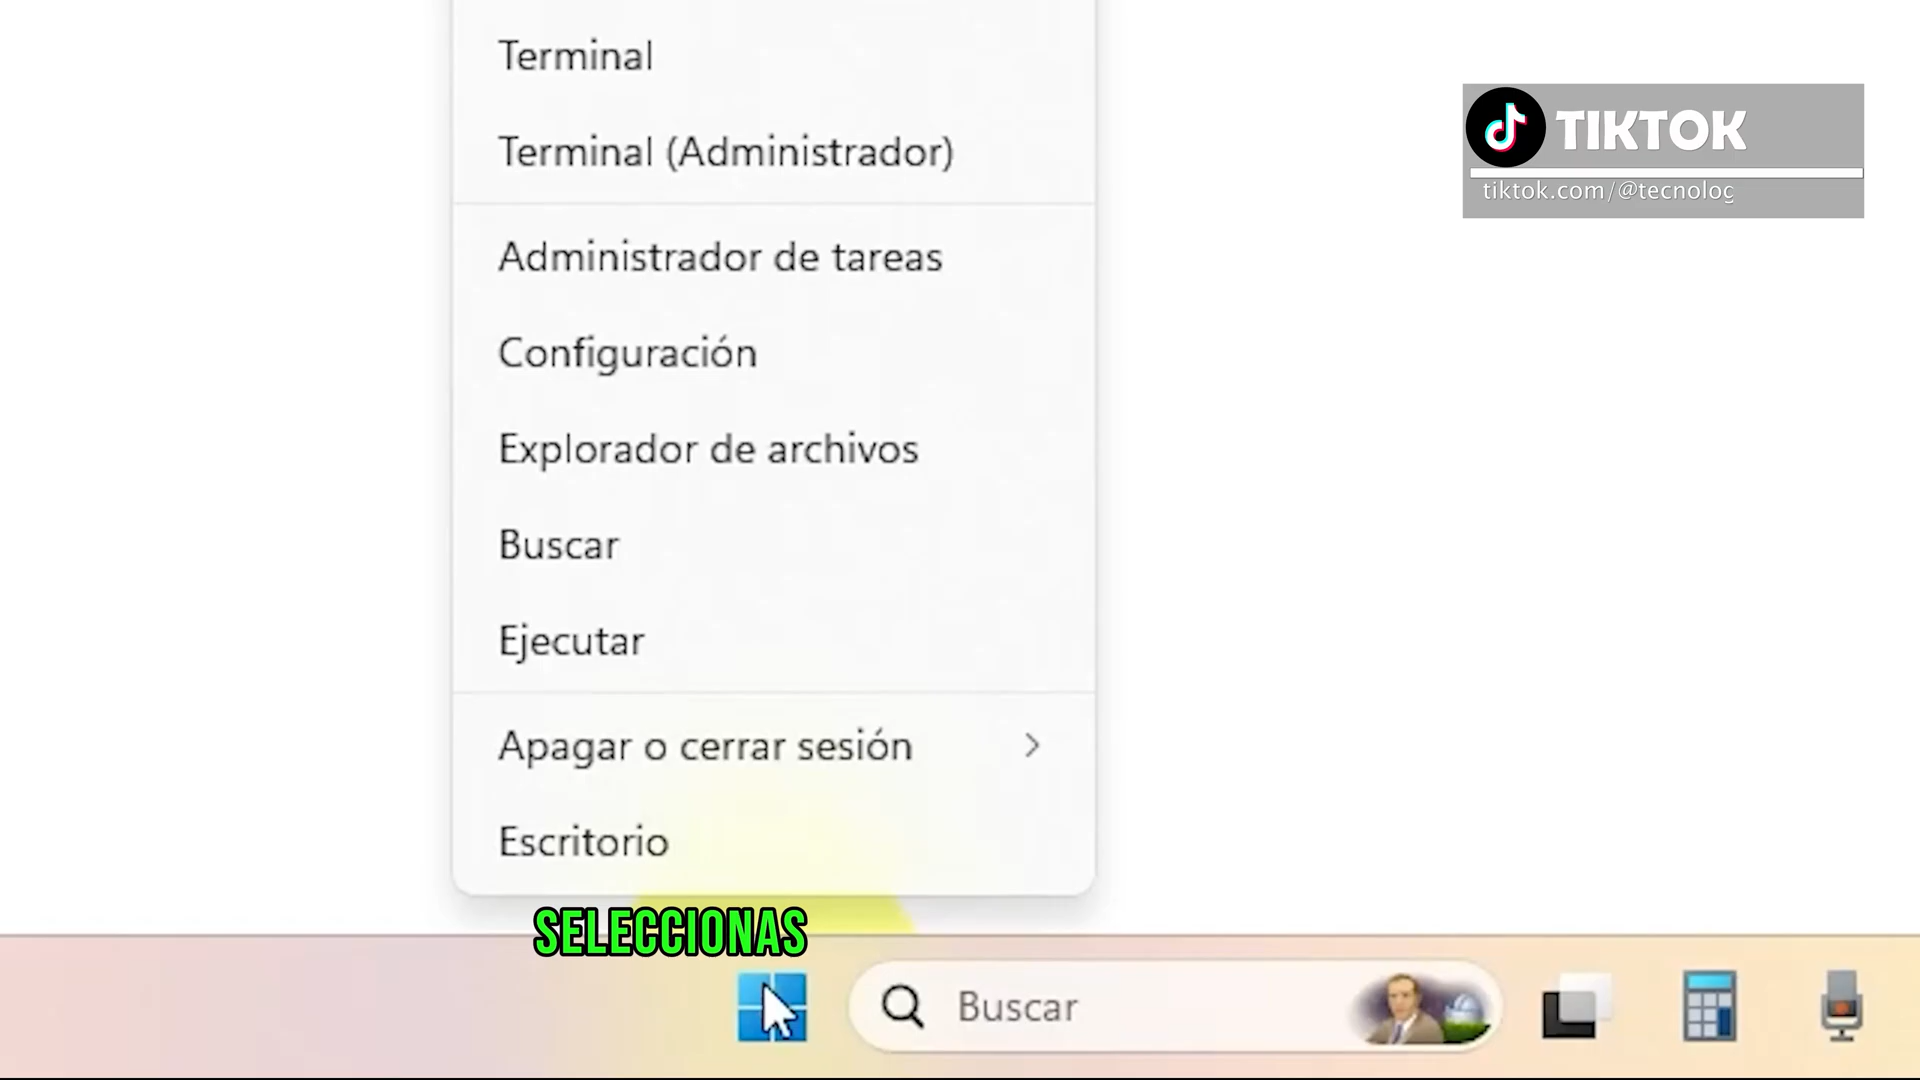 Terminal
Terminal (Administrador)
TIKTOK
tiktok.com/@tecnolog
Administrador de tareas
Configuración
Explorador de archivos
Buscar
Ejecutar
Apagar o cerrar sesión
Escritorio
SELECCIONAS
Buscar